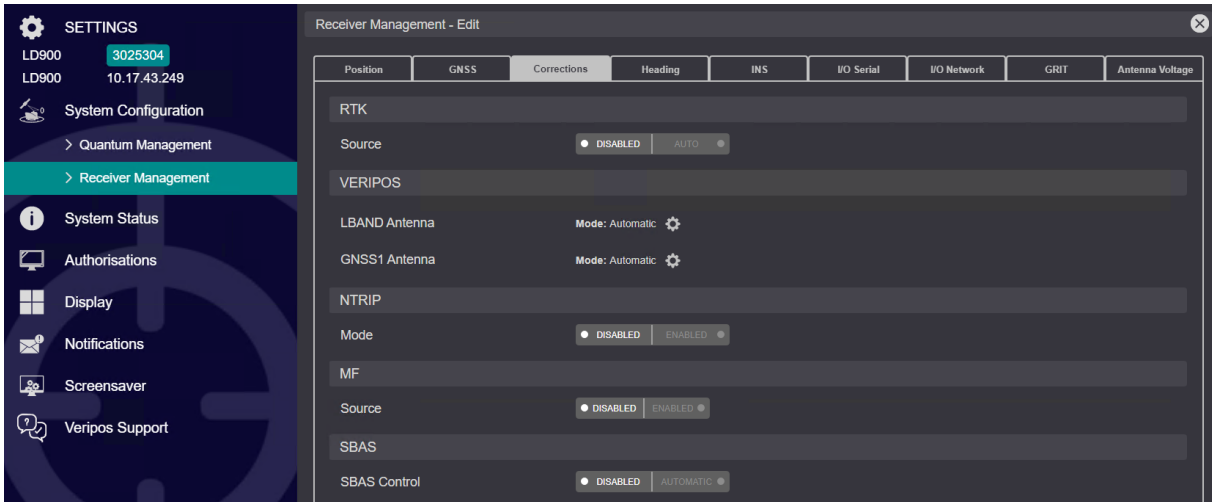 SETTINGS
LD900 3025304
LD900 10.17.43.249
System Configuration
> Quantum Management
> Receiver Management
System Status
Authorisations
Display
Notifications
Screensaver
Veripos Support
Receiver Management - Edit
Position GNSS Corrections Heading INS I/O Serial I/O Network GRIT Antenna Voltage
RTK
Source DISABLED AUTO
VERIPOS
LBAND Antenna Mode: Automatic
GNSS1 Antenna Mode: Automatic
NTRIP
Mode DISABLED ENABLED
MF
Source DISABLED ENABLED
SBAS
SBAS Control DISABLED AUTOMATIC